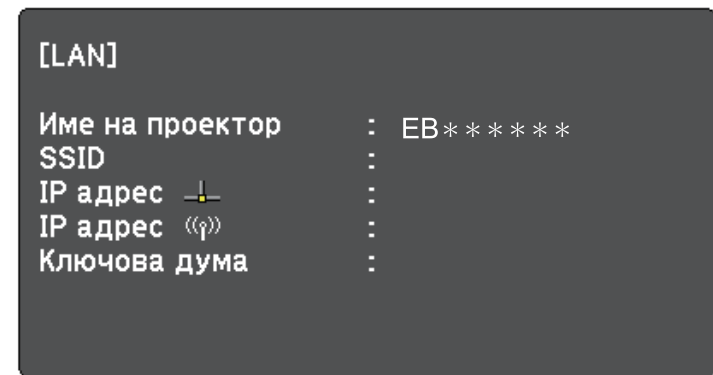 [LAN]
Име на проектор : EB******
SSID :
IP адрес :
IP адрес :
Ключова дума :